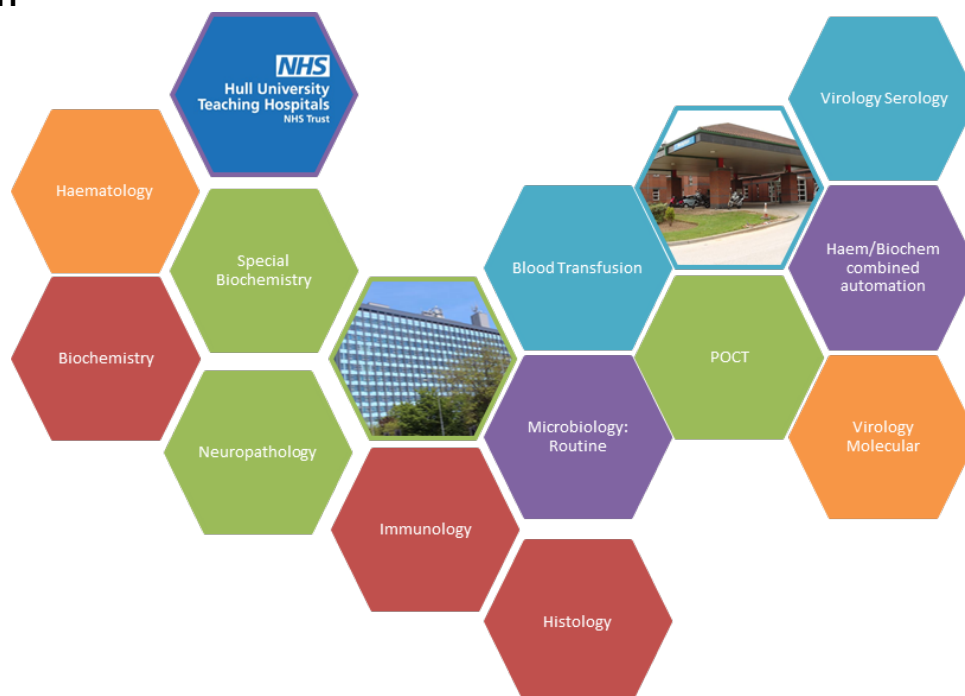 NHS
Hull University
Teaching Hospitals
NHS Trust
Virology Serology
Haematology
Special
Biochemistry
Blood Transfusion
Haem/Biochem
combined
automation
Biochemistry
POCT
Neuropathology
Microbiology:
Routine
Virology
Molecular
Immunology
Histology